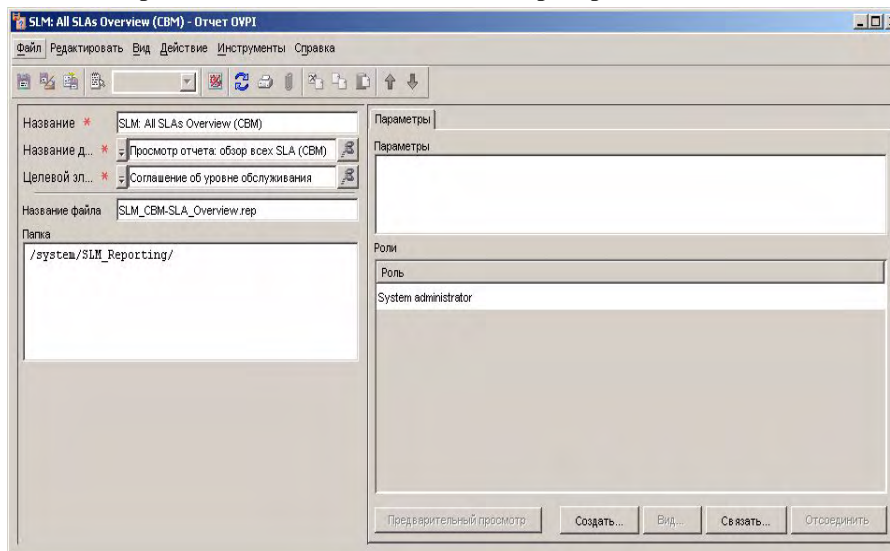 SLM: All SLAs Overview (CBM) - Отчет OVPI
Файл Редактировать Вид Действие Инструменты Справка
Название * SLM: All SLAs Overview (CBM)
Название д... * Просмотр отчета: обзор всех SLA (CBM)
Целевой эл... * Соглашение об уровне обслуживания
Название файла SLM_CBM-SLA_Overview.rep
Папка
/system/SLM_Reporting/
Параметры
Параметры
Роли
Роль
System administrator
Предварительный просмотр Создать... Вид... Связать... Отсоединить